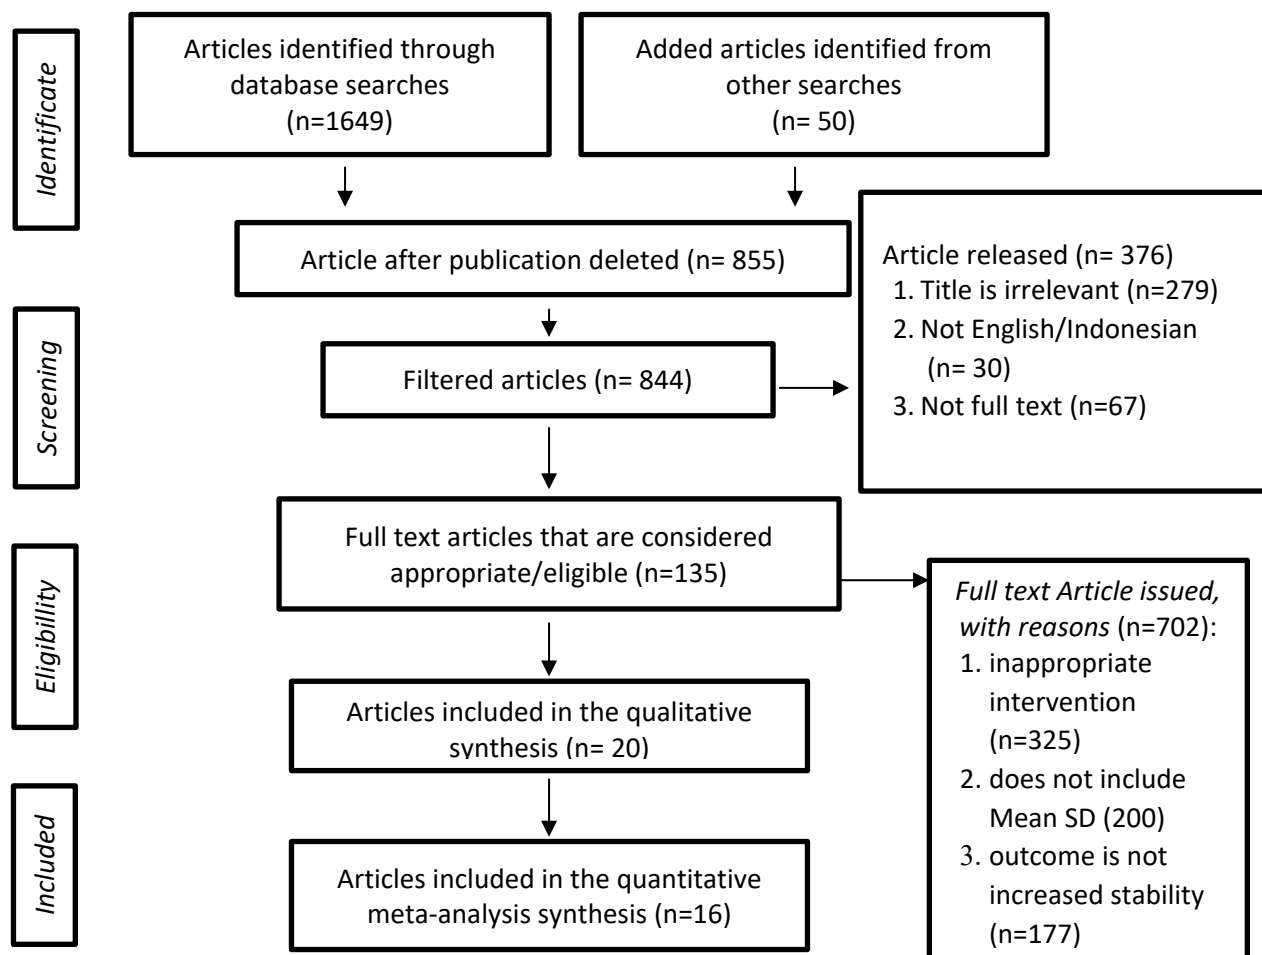 Identificate
Articles identified through
database searches
(n=1649)
Added articles identified from
other searches
(n= 50)
Article after publication deleted (n= 855)
Article released (n= 376)
1. Title is irrelevant (n=279)
2. Not English/Indonesian
(n= 30)
3. Not full text (n=67)
Screening
Filtered articles (n= 844)
Full text articles that are considered
appropriate/eligible (n=135)
Eligibillity
Full text Article issued,
with reasons (n=702):
1. inappropriate
intervention
(n=325)
2. does not include
Mean SD (200)
3. outcome is not
increased stability
(n=177)
Articles included in the qualitative
synthesis (n= 20)
Included
Articles included in the quantitative
meta-analysis synthesis (n=16)